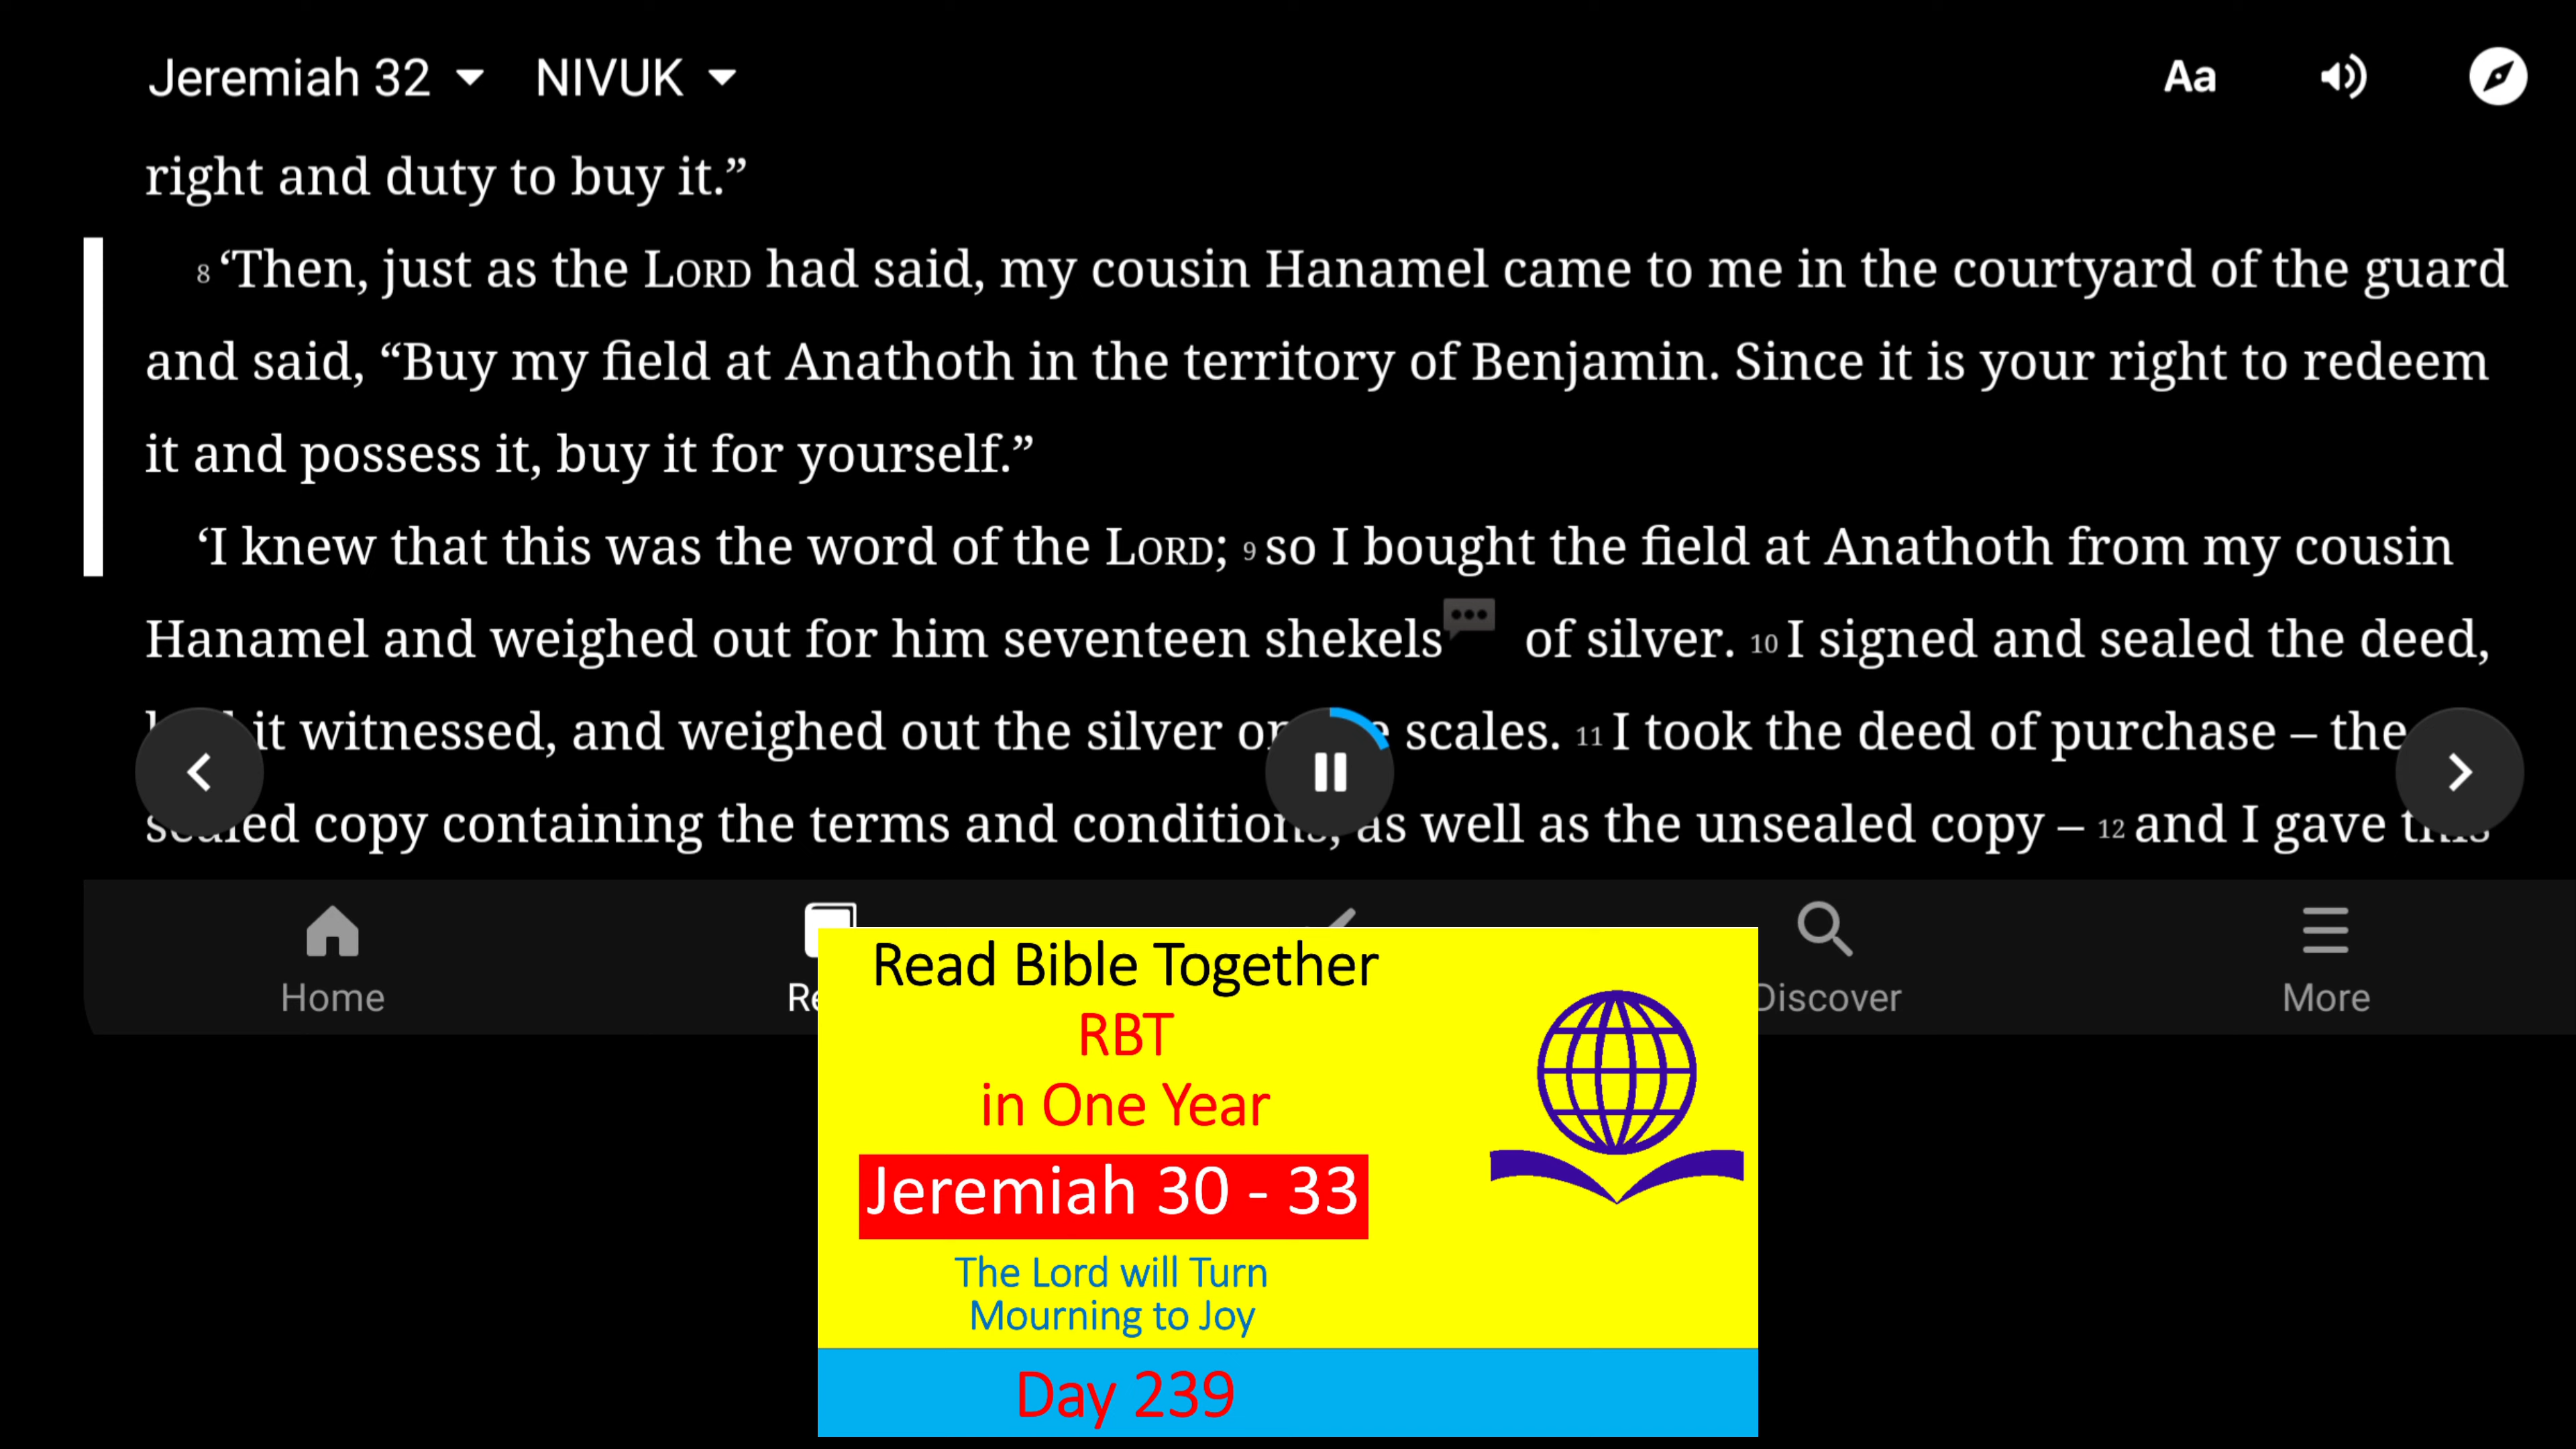 Jeremiah 32 NIVUK Aa
right and duty to buy it.”
8 ‘Then, just as the LORD had said, my cousin Hanamel came to me in the courtyard of the guard
and said, “Buy my field at Anathoth in the territory of Benjamin. Since it is your right to redeem
it and possess it, buy it for yourself.”
‘I knew that this was the word of the LORD; 9 so I bought the field at Anathoth from my cousin
Hanamel and weighed out for him seventeen shekels of silver. 10 I signed and sealed the deed,
it witnessed, and weighed out the silver scales. 11 I took the deed of purchase – the
copy containing the terms and conditions, as well as the unsealed copy – 12 and I gave this
Home Discover More
Read Bible Together
RBT
in One Year
Jeremiah 30 - 33
The Lord will Turn
Mourning to Joy
Day 239